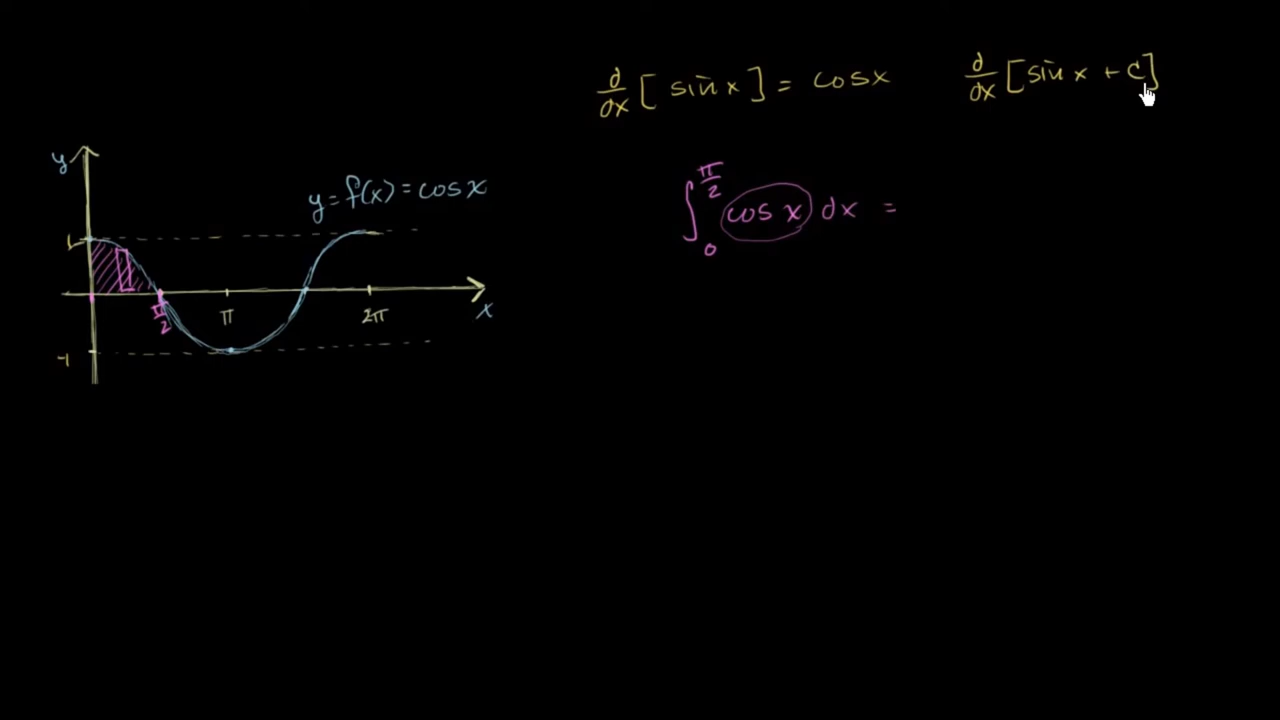 d/dx [ sin x ] = cos x
d/dx [sin x + C]
y
y = f(x) = cos x
∫₀^(π/2) cos x dx =
1
π/2
π
2π
x
-1